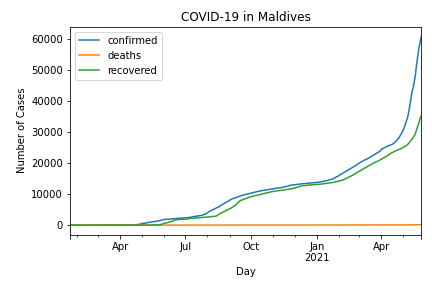 COVID-19 in Maldives
confirmed
deaths
recovered
60000
50000
40000
30000
20000
10000
0
Number of Cases
Apr
Jul
Oct
Jan
2021
Apr
Day